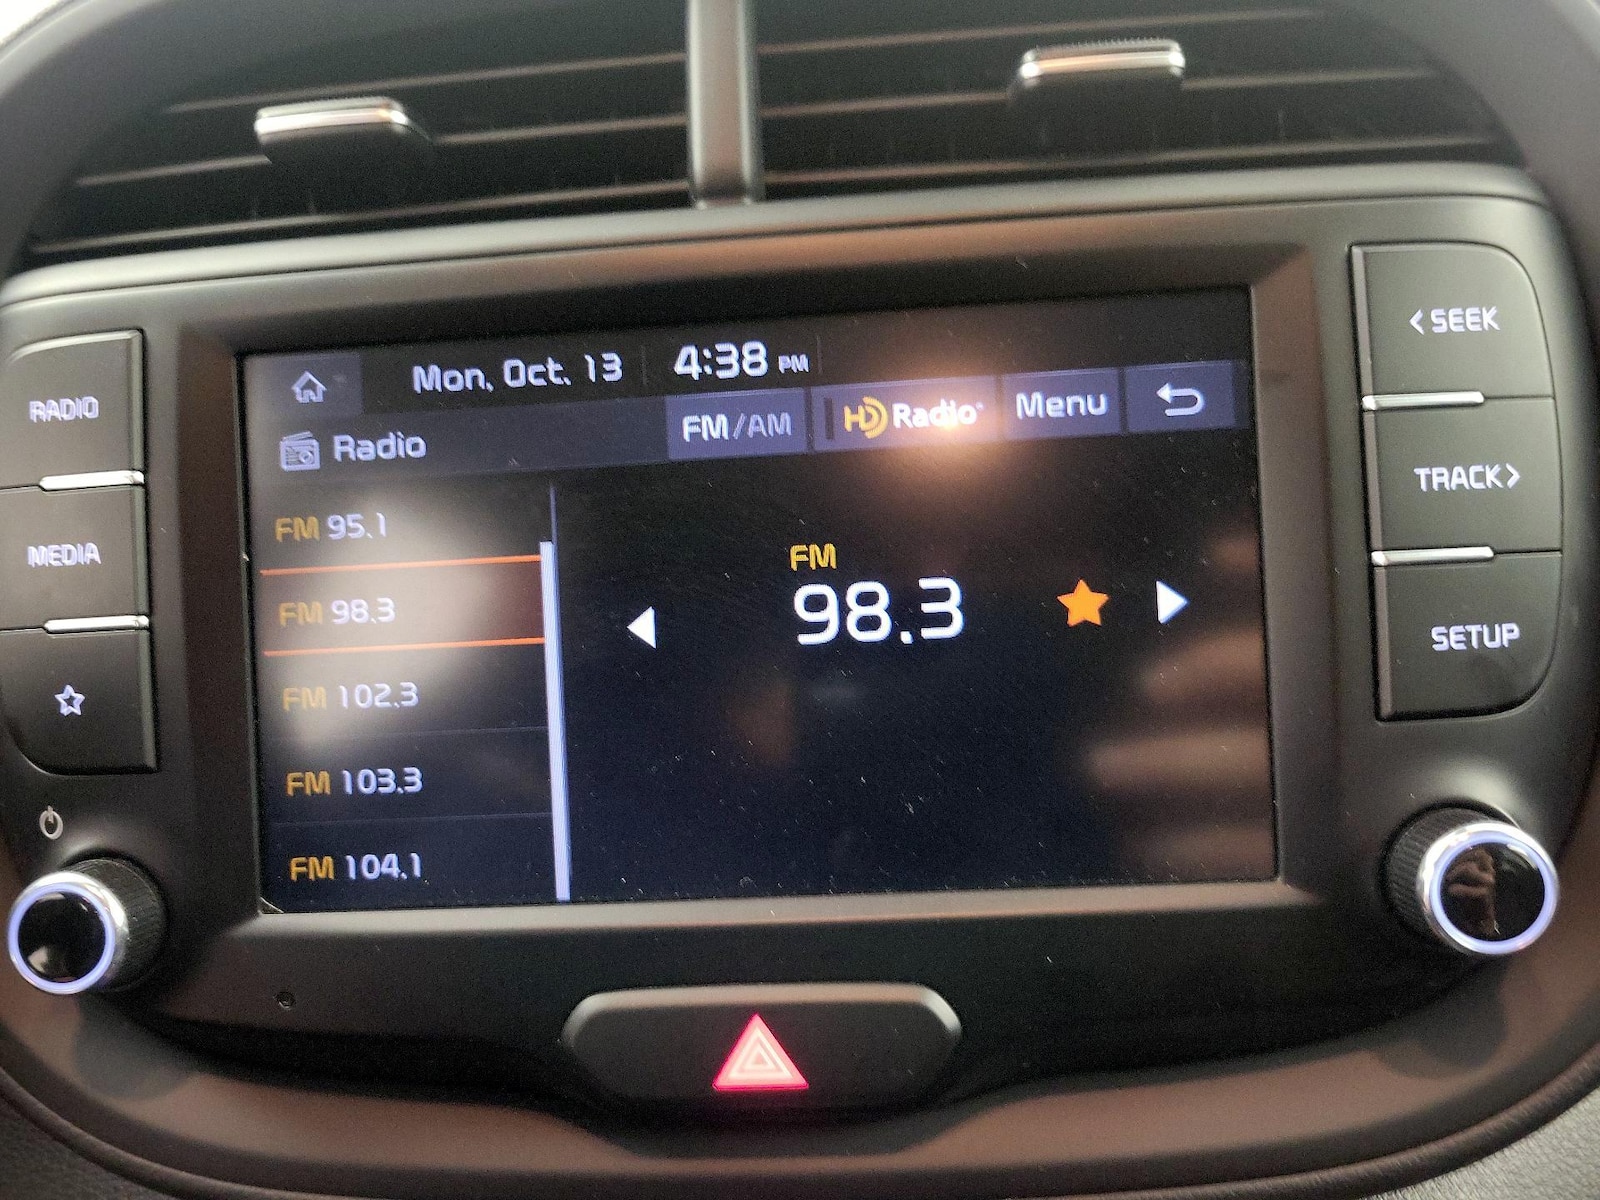 Mon, Oct. 13 4:38 PM
Radio FM/AM HD Radio Menu
FM 95.1
FM 98.3
FM 102.3
FM 103.3
FM 104.1
FM
98.3
RADIO
MEDIA
< SEEK
TRACK >
SETUP